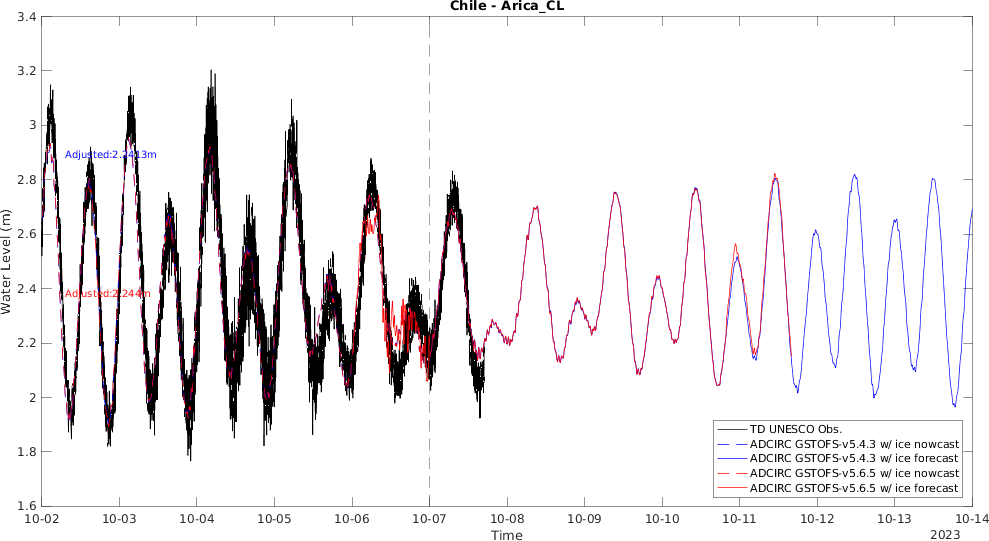 Chile - Arica_CL
3.4
3.2
3
2.8
2.6
2.4
2.2
2
1.8
1.6
Water Level (m)
Adjusted:2.2413m
Adjusted:2.244m
TD UNESCO Obs.
ADCIRC GSTOFS-v5.4.3 w/ ice nowcast
ADCIRC GSTOFS-v5.4.3 w/ ice forecast
ADCIRC GSTOFS-v5.6.5 w/ ice nowcast
ADCIRC GSTOFS-v5.6.5 w/ ice forecast
10-02 10-03 10-04 10-05 10-06 10-07 10-08 10-09 10-10 10-11 10-12 10-13 10-14
Time
2023